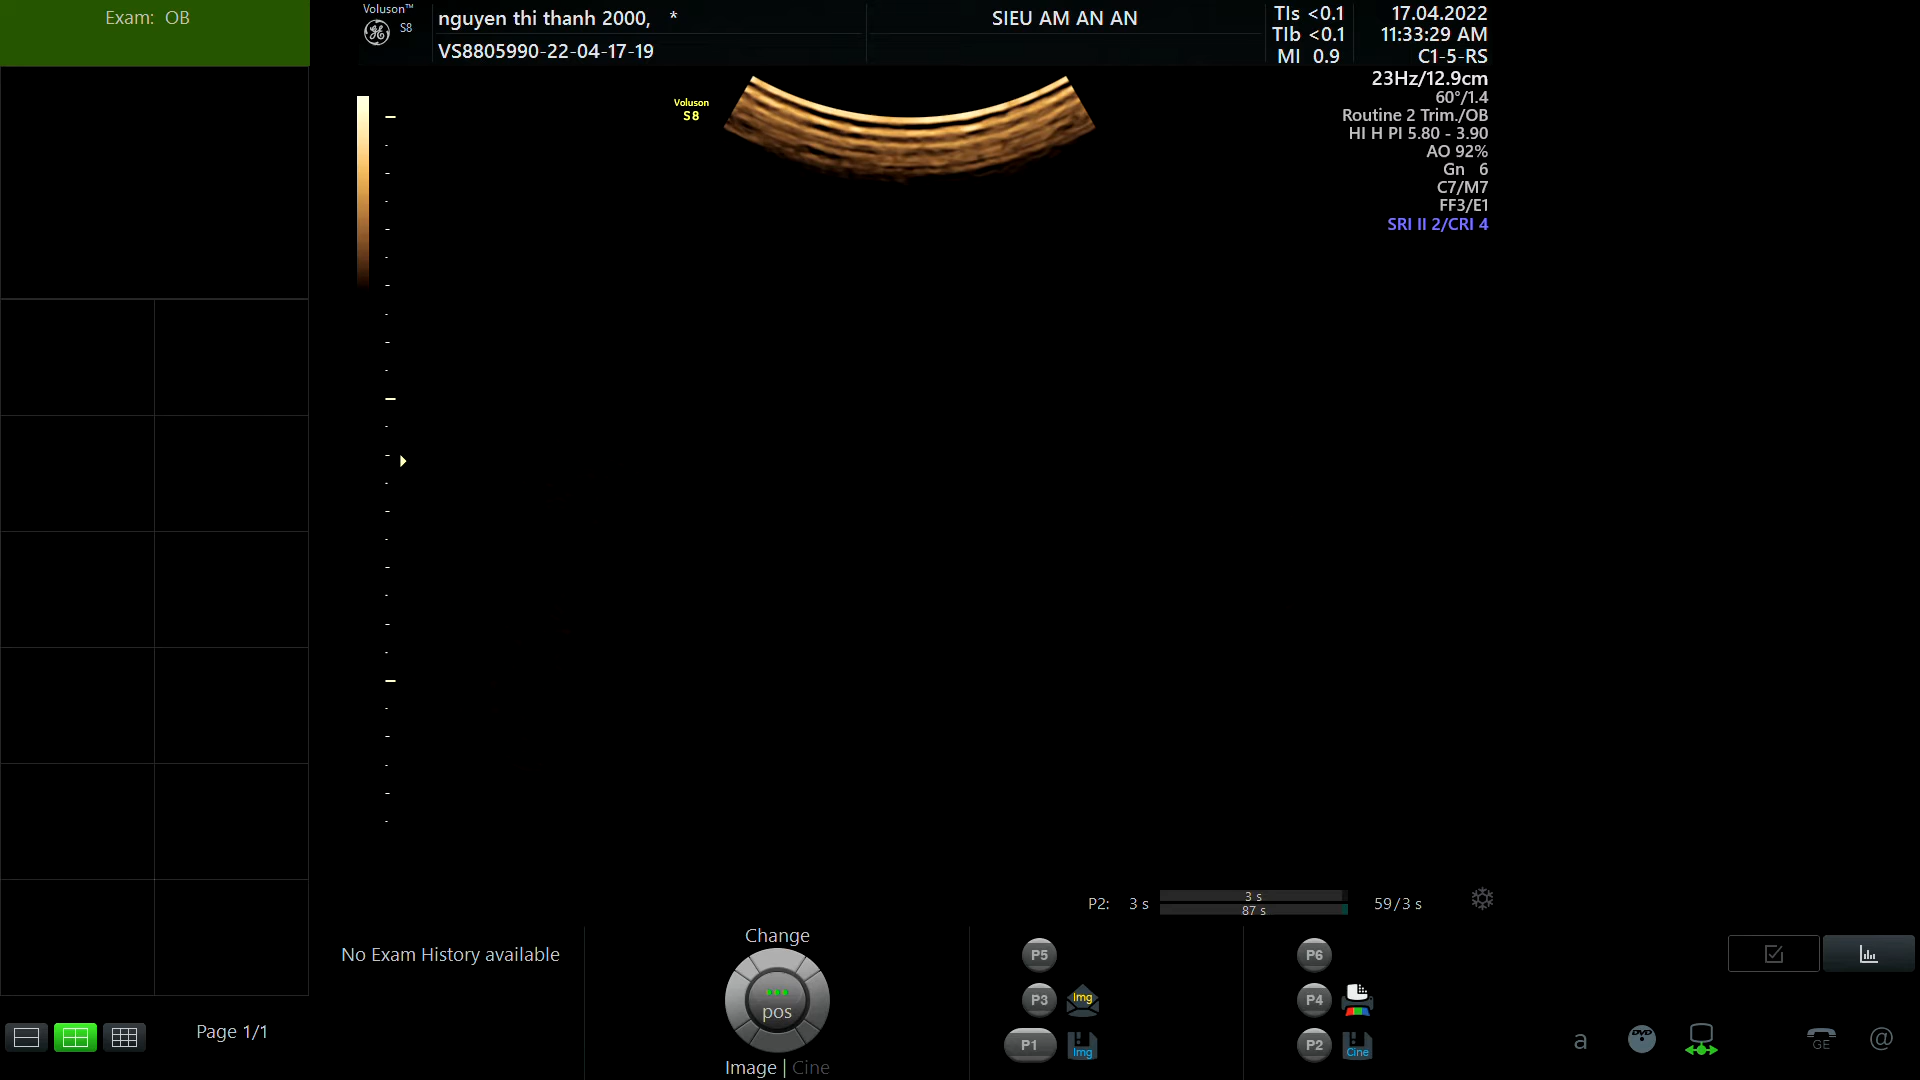 Exam: OB
Voluson™
S8
nguyen thi thanh 2000, *
VS8805990-22-04-17-19
SIEU AM AN AN
TIs <0.1
TIb <0.1
MI 0.9
17.04.2022
11:33:29 AM
C1-5-RS
Voluson
S8
23Hz/12.9cm
60°/1.4
Routine 2 Trim./OB
HI H PI 5.80 - 3.90
AO 92%
Gn 6
C7/M7
FF3/E1
SRI II 2/CRI 4
P2: 3 s
3 s
87 s
59/3 s
No Exam History available
Change
pos
Image | Cine
P5
P3 Img
P1 Img
P6
P4
P2 Cine
Page 1/1
a
DVD
GE
@